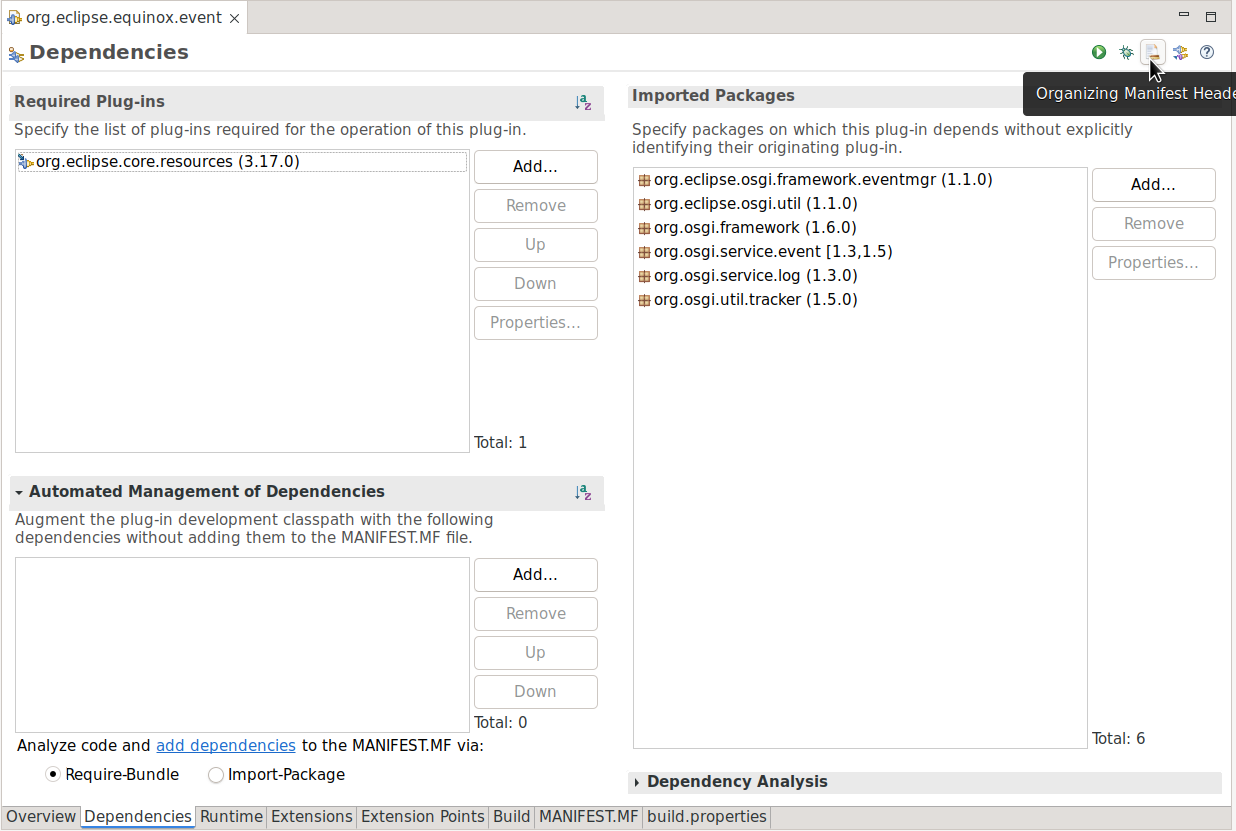 org.eclipse.equinox.event
Dependencies
Organizing Manifest Heade
Required Plug-ins
Specify the list of plug-ins required for the operation of this plug-in.
org.eclipse.core.resources (3.17.0)
Add...
Remove
Up
Down
Properties...
Total: 1
Automated Management of Dependencies
Augment the plug-in development classpath with the following
dependencies without adding them to the MANIFEST.MF file.
Add...
Remove
Up
Down
Total: 0
Analyze code and add dependencies to the MANIFEST.MF via:
Require-Bundle
Import-Package
Imported Packages
Specify packages on which this plug-in depends without explicitly
identifying their originating plug-in.
org.eclipse.osgi.framework.eventmgr (1.1.0)
org.eclipse.osgi.util (1.1.0)
org.osgi.framework (1.6.0)
org.osgi.service.event [1.3,1.5)
org.osgi.service.log (1.3.0)
org.osgi.util.tracker (1.5.0)
Add...
Remove
Properties...
Total: 6
Dependency Analysis
Overview Dependencies Runtime Extensions Extension Points Build MANIFEST.MF build.properties